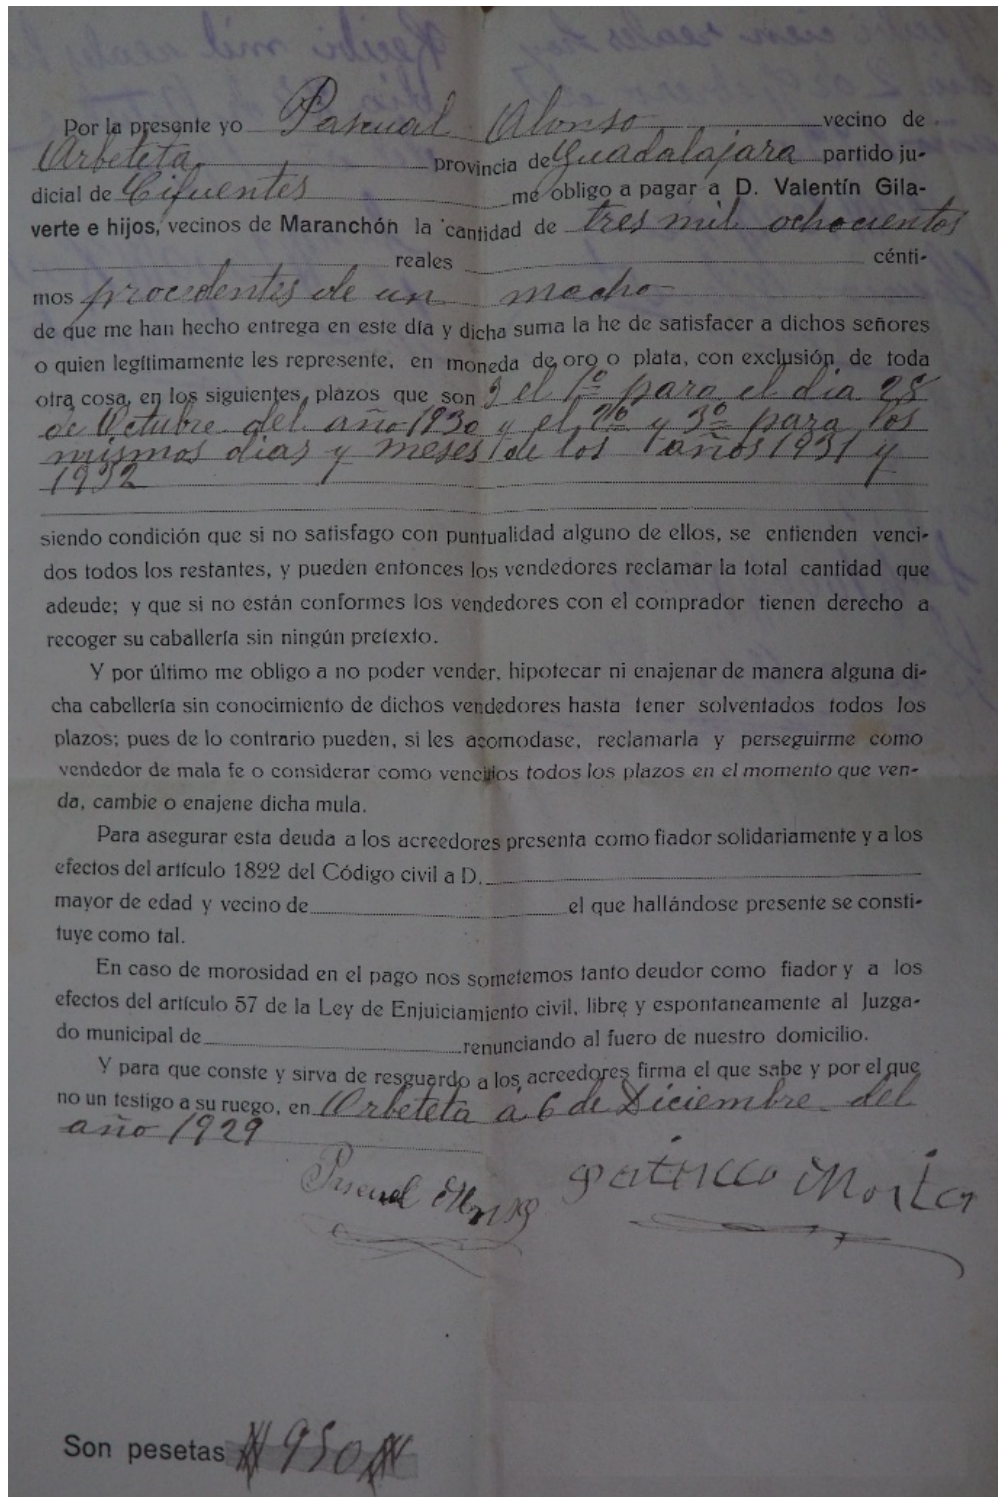 Por la presente yo Pascual Alonso vecino de
Arbeteta provincia de Guadalajara partido ju-
dicial de Cifuentes me obligo a pagar a D. Valentín Gila-
verte e hijos, vecinos de Maranchón la cantidad de tres mil ochocientos
reales cénti-
mos procedentes de un macho
de que me han hecho entrega en este día y dicha suma la he de satisfacer a dichos señores
o quien legítimamente les represente, en moneda de oro o plata, con exclusión de toda
otra cosa, en los siguientes plazos que son 3 el 1º para el dia 28
de Octubre del año 1930 y el 2º y 3º para los
mismos dias y meses de los años 1931 y
1932
siendo condición que si no satisfago con puntualidad alguno de ellos, se entienden venci-
dos todos los restantes, y pueden entonces los vendedores reclamar la total cantidad que
adeude; y que si no están conformes los vendedores con el comprador tienen derecho a
recoger su caballería sin ningún pretexto.
Y por último me obligo a no poder vender, hipotecar ni enajenar de manera alguna di-
cha cabellería sin conocimiento de dichos vendedores hasta tener solventados todos los
plazos; pues de lo contrario pueden, si les acomodase, reclamarla y perseguirme como
vendedor de mala fe o considerar como vencidos todos los plazos en el momento que ven-
da, cambie o enajene dicha mula.
Para asegurar esta deuda a los acreedores presenta como fiador solidariamente y a los
efectos del artículo 1822 del Código civil a D.
mayor de edad y vecino de el que hallándose presente se consti-
tuye como tal.
En caso de morosidad en el pago nos sometemos tanto deudor como fiador y a los
efectos del artículo 57 de la Ley de Enjuiciamiento civil, libre y espontaneamente al Juzga-
do municipal de renunciando al fuero de nuestro domicilio.
Y para que conste y sirva de resguardo a los acreedores firma el que sabe y por el que
no un testigo a su ruego, en Arbeteta a 6 de Diciembre del
año 1929
Pascual Alonso
Son pesetas 950